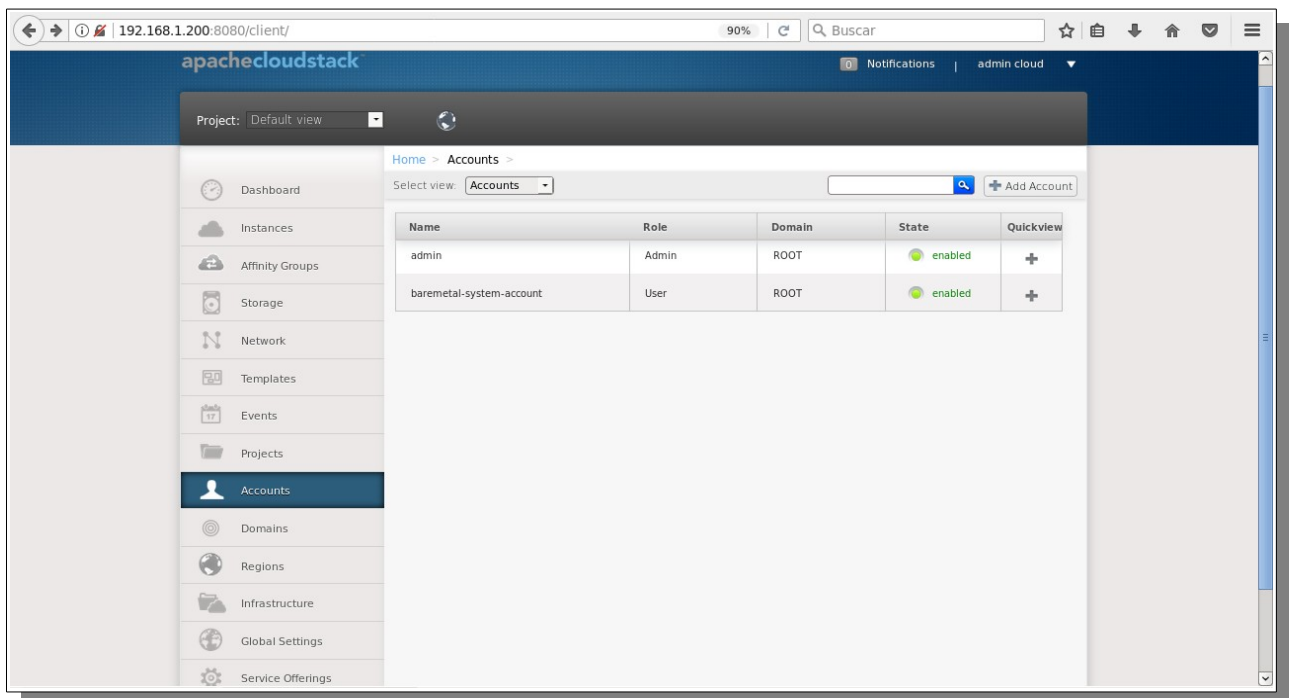 192.168.1.200:8080/client/ 90% Buscar
apachecloudstack
0 Notifications | admin cloud
Project: Default view
Home > Accounts >
Select view: Accounts Add Account
Name Role Domain State Quickview
admin Admin ROOT enabled
baremetal-system-account User ROOT enabled
Dashboard
Instances
Affinity Groups
Storage
Network
Templates
17 Events
Projects
Accounts
Domains
Regions
Infrastructure
Global Settings
Service Offerings